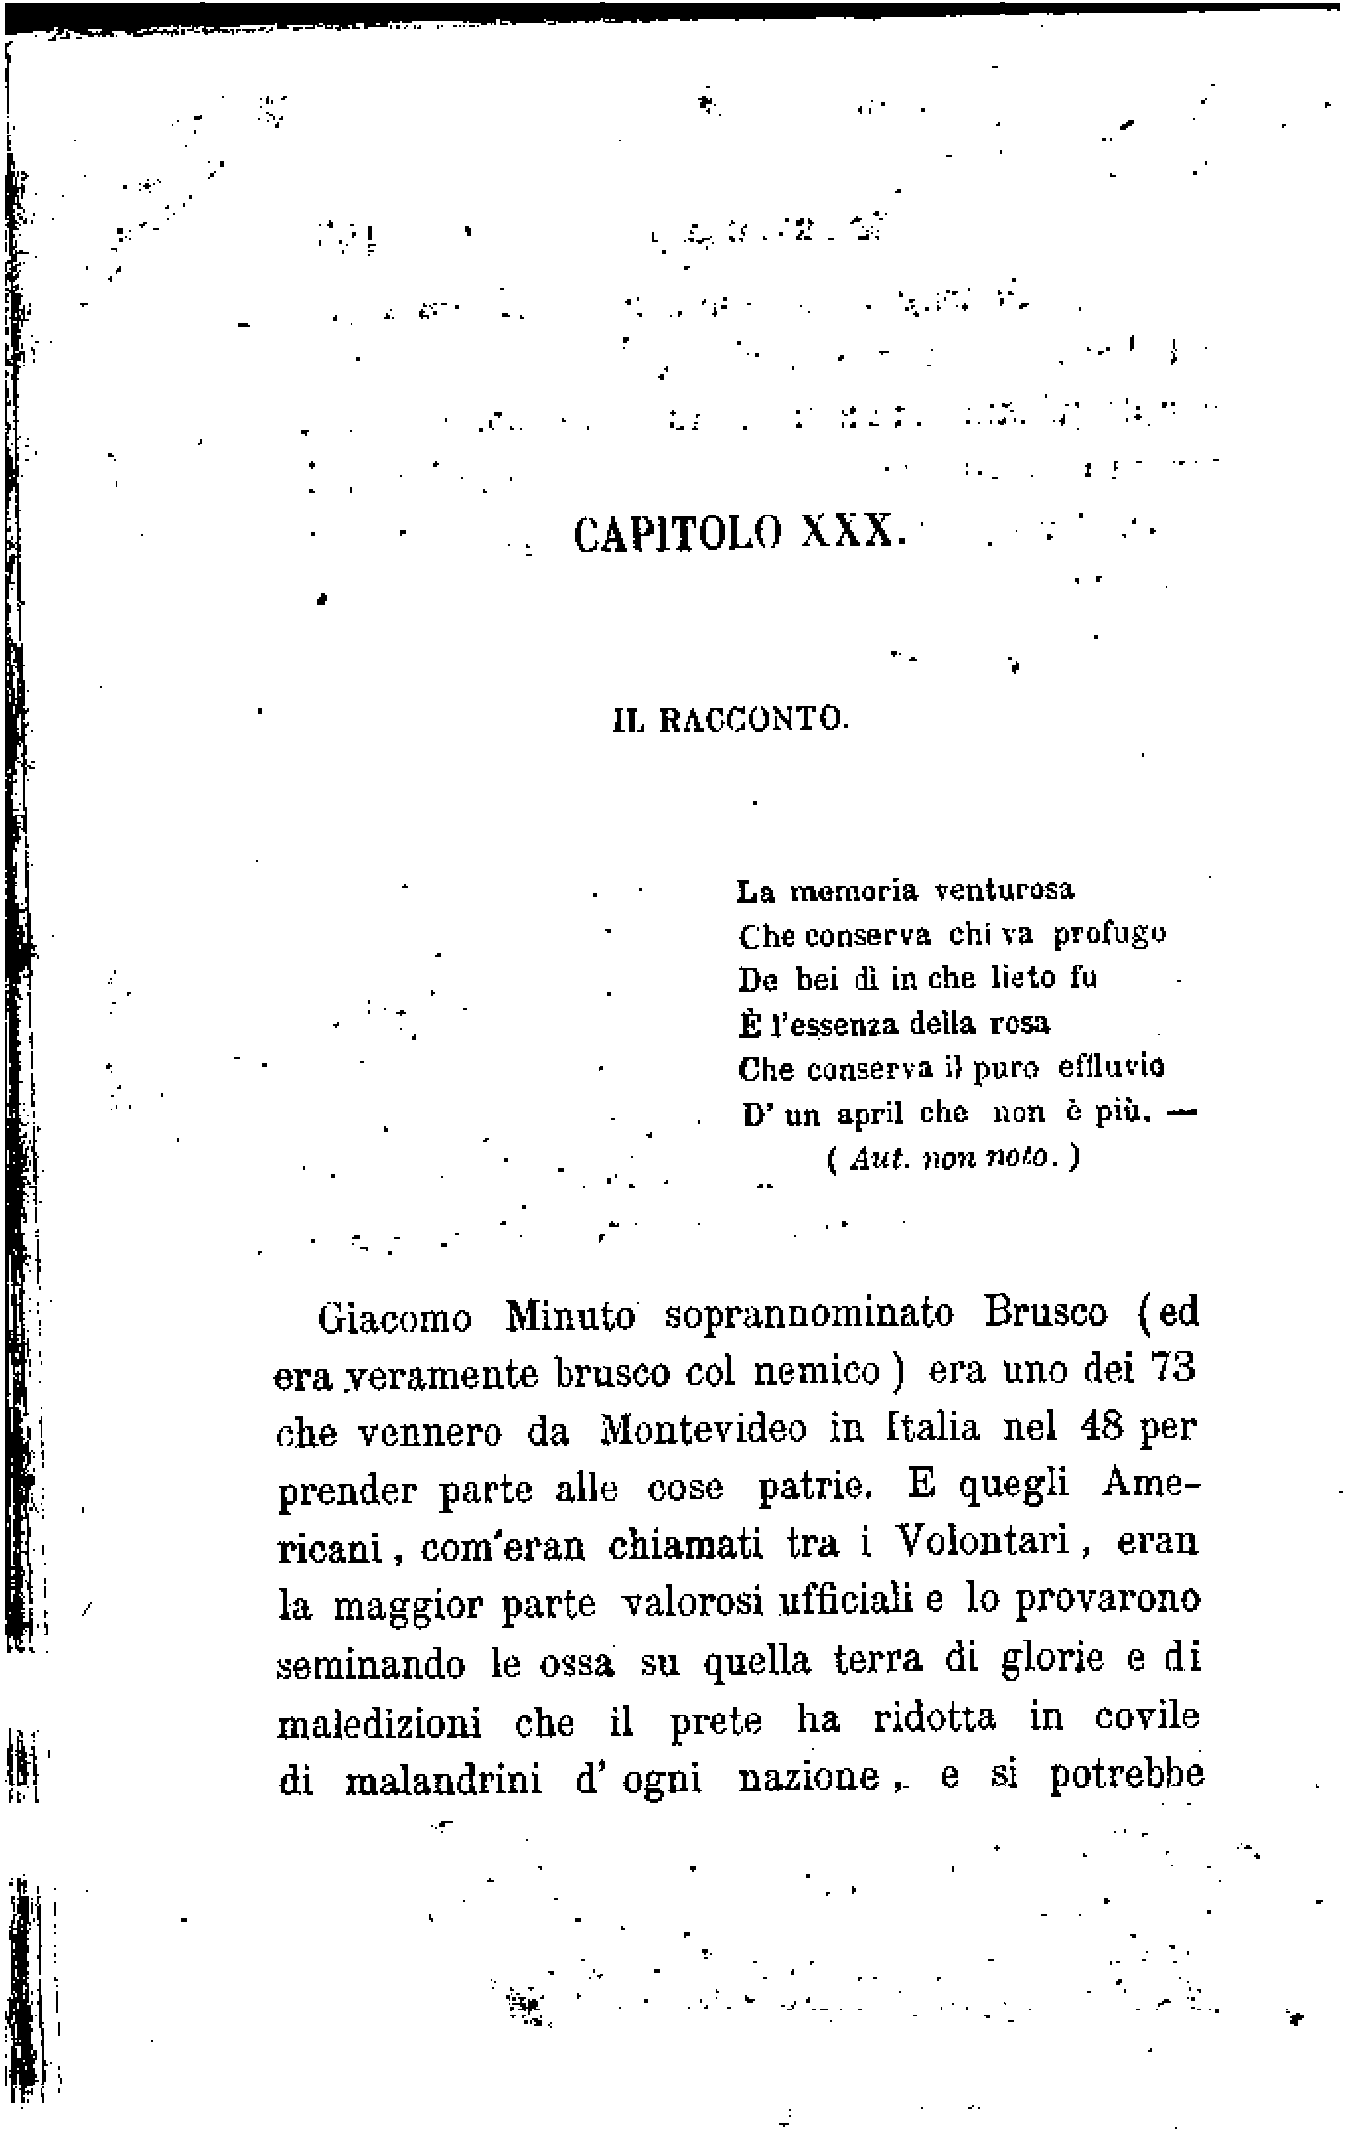 CAPITOLO XXX.
IL RACCONTO.
La memoria venturosa
Che conserva chi va profugo
De bei dì in che lieto fu
È l'essenza della rosa
Che conserva il puro effluvio
D' un april che non è più. —
( Aut. non noto. )
Giacomo Minuto soprannominato Brusco ( ed
era veramente brusco col nemico ) era uno dei 73
che vennero da Montevideo in Italia nel 48 per
prender parte alle cose patrie. E quegli Ame-
ricani, com'eran chiamati tra i Volontari, eran
la maggior parte valorosi ufficiali e lo provarono
seminando le ossa su quella terra di glorie e di
maledizioni che il prete ha ridotta in covile
di malandrini d' ogni nazione, e si potrebbe